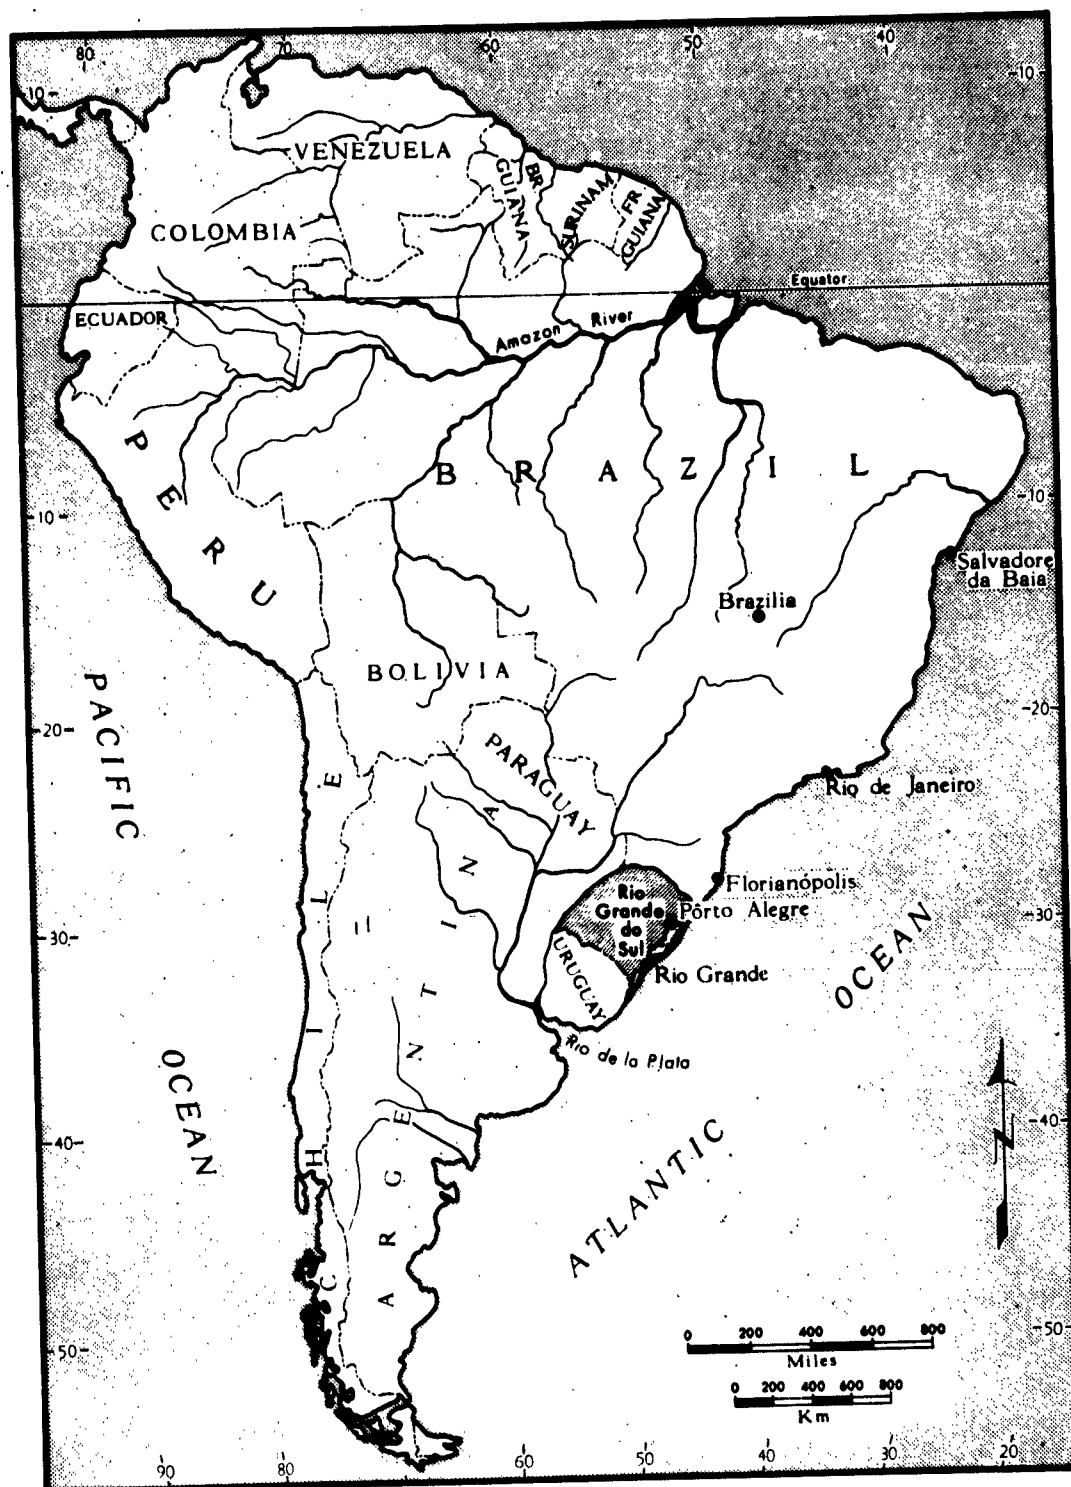 80
70
60
50
40
10
10
VENEZUELA
BR
GUIANA
SURINAM
FR
GUIANA
COLOMBIA
Equator
ECUADOR
Amazon River
PERU
BRAZIL
10
10
Salvadore
da Baia
Brazilia
BOLIVIA
PACIFIC
OCEAN
20
20
PARAGUAY
Rio de Janeiro
CHILE
ARGENTINA
Florianópolis
Rio
Grande
do
Sul
Pôrto Alegre
30
30
URUGUAY
Rio Grande
Rio de la Plata
ATLANTIC
OCEAN
N
40
40
50
50
0 200 400 600 800
Miles
0 200 400 600 800
Km
90
80
60
50
40
30
20